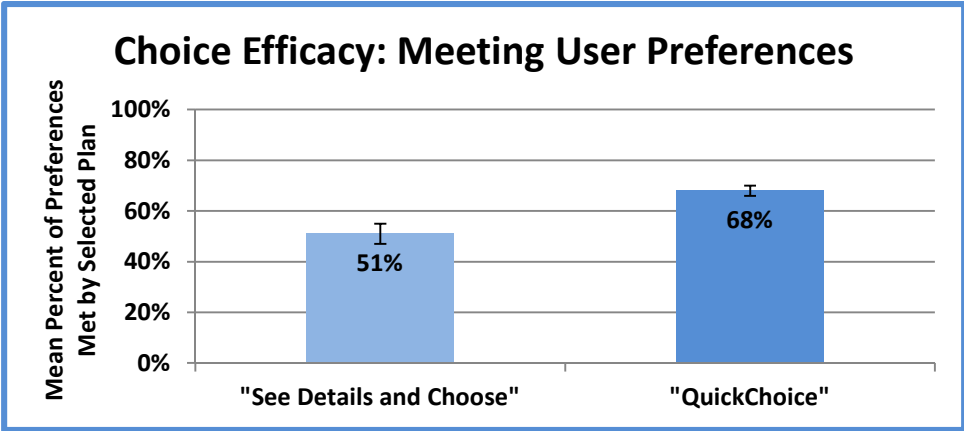 Choice Efficacy: Meeting User Preferences
Mean Percent of Preferences
Met by Selected Plan
100%
80%
60%
40%
20%
0%
51%
68%
"See Details and Choose"
"QuickChoice"